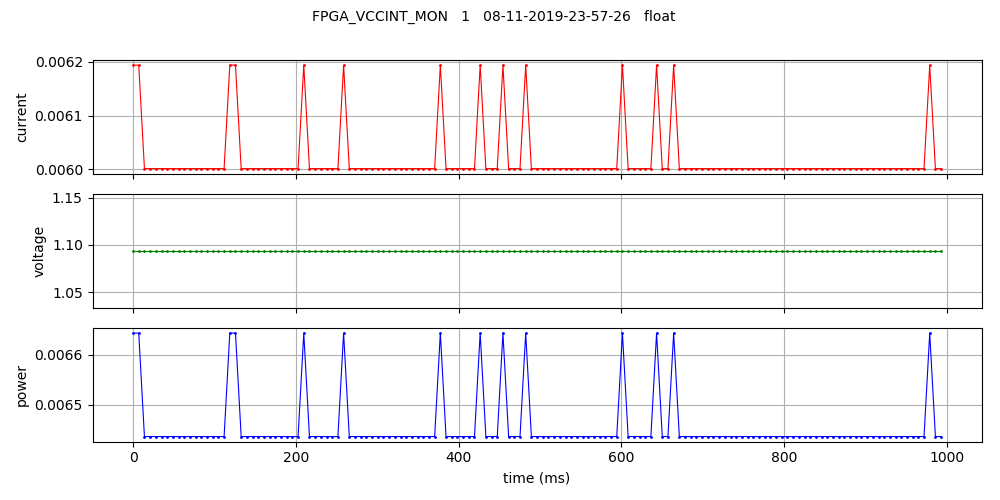 FPGA_VCCINT_MON   1   08-11-2019-23-57-26   float
0.0062
0.0061
0.0060
current
1.15
1.10
1.05
voltage
0.0066
0.0065
power
0 200 400 600 800 1000
time (ms)